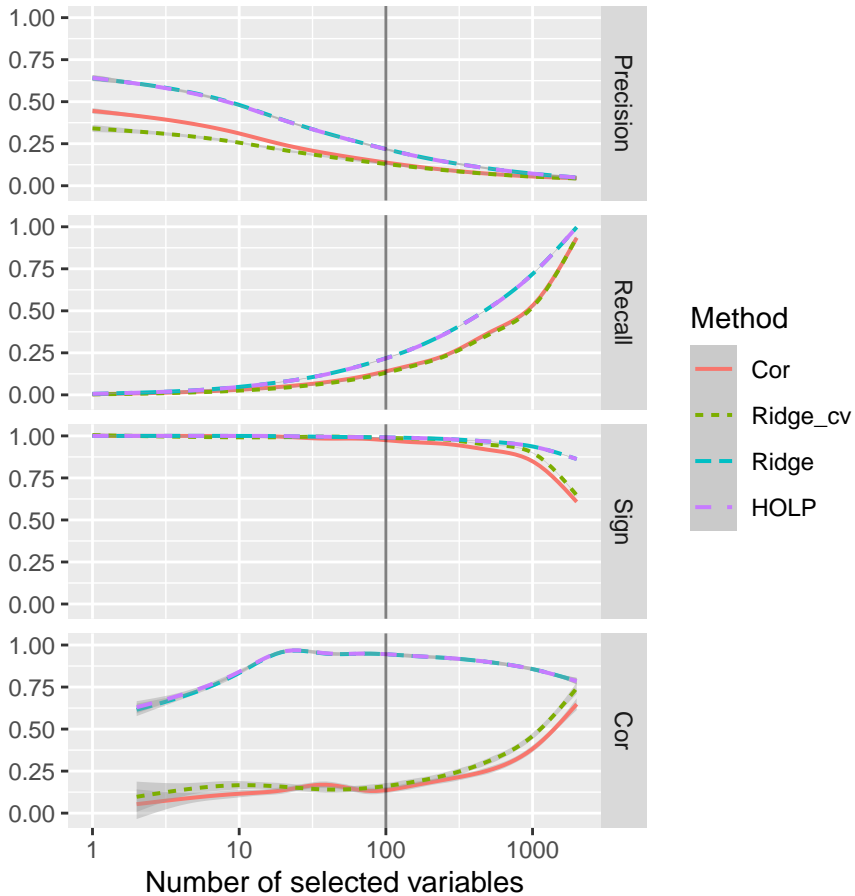 1.00
0.75
0.50
0.25
0.00
Precision
1.00
0.75
0.50
0.25
0.00
Recall
1.00
0.75
0.50
0.25
0.00
Sign
1.00
0.75
0.50
0.25
0.00
Cor
1 10 100 1000
Number of selected variables
Method
Cor
Ridge_cv
Ridge
HOLP